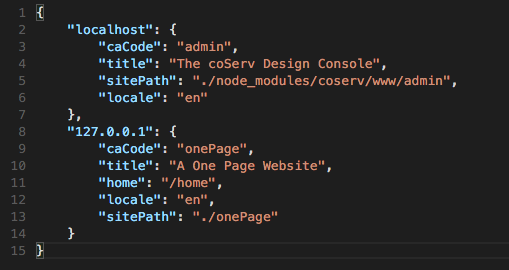 1 {
2 "localhost": {
3 "caCode": "admin",
4 "title": "The coServ Design Console",
5 "sitePath": "./node_modules/coserv/www/admin",
6 "locale": "en"
7 },
8 "127.0.0.1": {
9 "caCode": "onePage",
10 "title": "A One Page Website",
11 "home": "/home",
12 "locale": "en",
13 "sitePath": "./onePage"
14 }
15 }